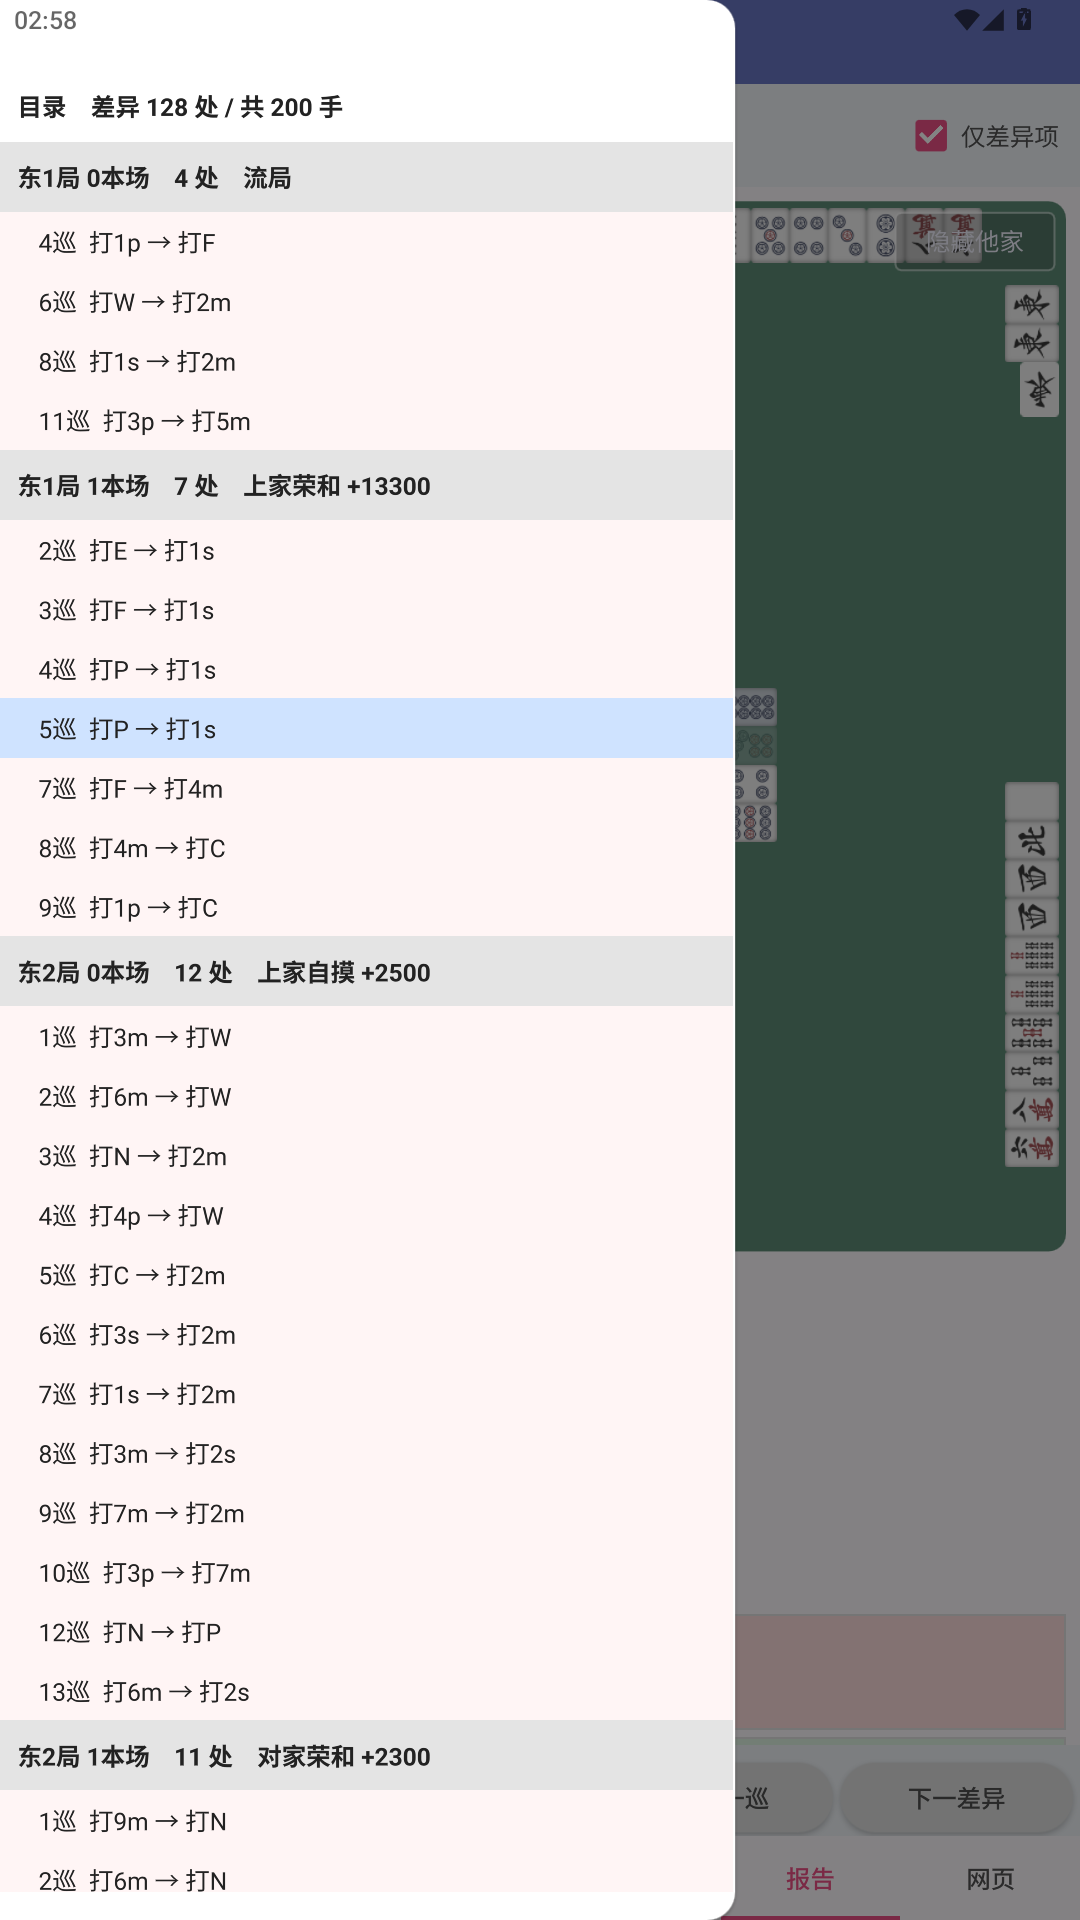 02:58
目录 差异 128 处 / 共 200 手
仅差异项
东1局 0本场 4 处 流局
隐藏他家
4巡 打1p → 打F
6巡 打W → 打2m
8巡 打1s → 打2m
11巡 打3p → 打5m
东1局 1本场 7 处 上家荣和 +13300
2巡 打E → 打1s
3巡 打F → 打1s
4巡 打P → 打1s
5巡 打P → 打1s
7巡 打F → 打4m
8巡 打4m → 打C
9巡 打1p → 打C
东2局 0本场 12 处 上家自摸 +2500
1巡 打3m → 打W
2巡 打6m → 打W
3巡 打N → 打2m
4巡 打4p → 打W
5巡 打C → 打2m
6巡 打3s → 打2m
7巡 打1s → 打2m
8巡 打3m → 打2s
9巡 打7m → 打2m
10巡 打3p → 打7m
12巡 打N → 打P
13巡 打6m → 打2s
东2局 1本场 11 处 对家荣和 +2300
1巡 打9m → 打N
2巡 打6m → 打N
一巡
下一差异
报告
网页